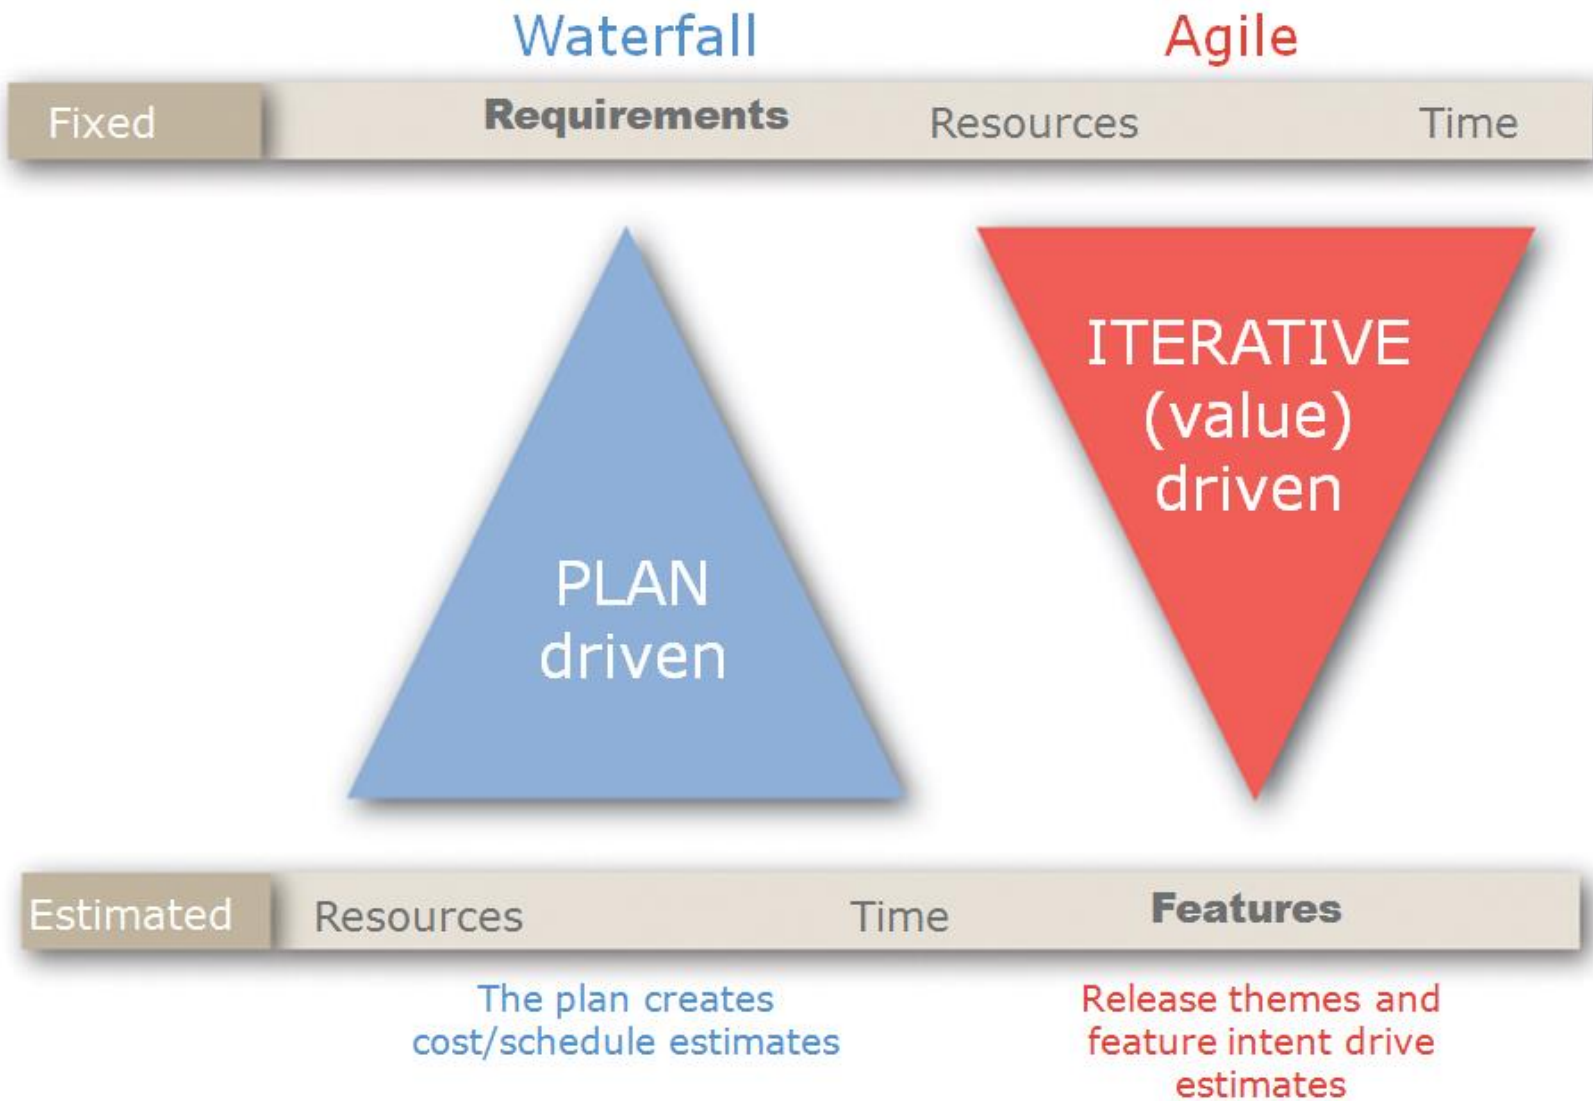 Waterfall Agile
Fixed Requirements Resources Time
PLAN
driven
ITERATIVE
(value)
driven
Estimated Resources Time Features
The plan creates
cost/schedule estimates
Release themes and
feature intent drive
estimates